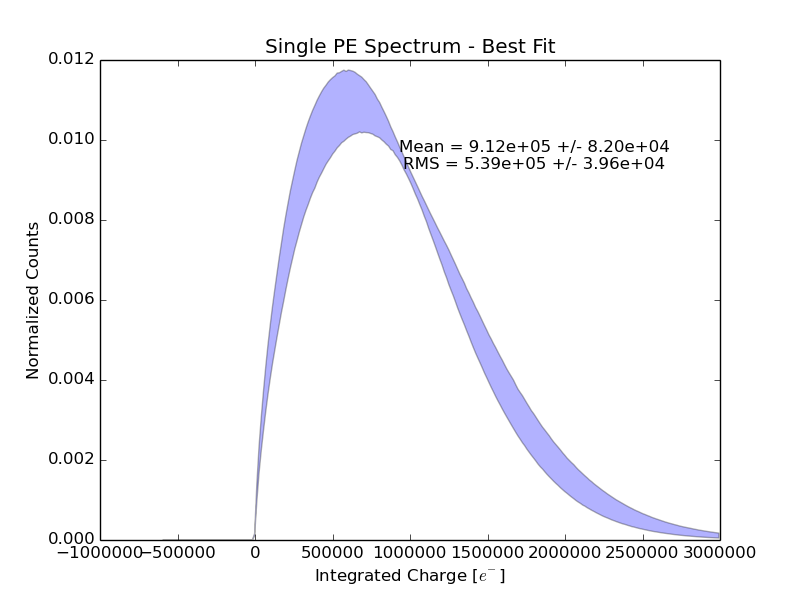 Single PE Spectrum - Best Fit
0.012
0.010
Mean = 9.12e+05 +/- 8.20e+04
RMS = 5.39e+05 +/- 3.96e+04
0.008
Normalized Counts
0.006
0.004
0.002
0.000
−1000000 −500000 0 500000 1000000 1500000 2000000 2500000 3000000
Integrated Charge [e⁻]